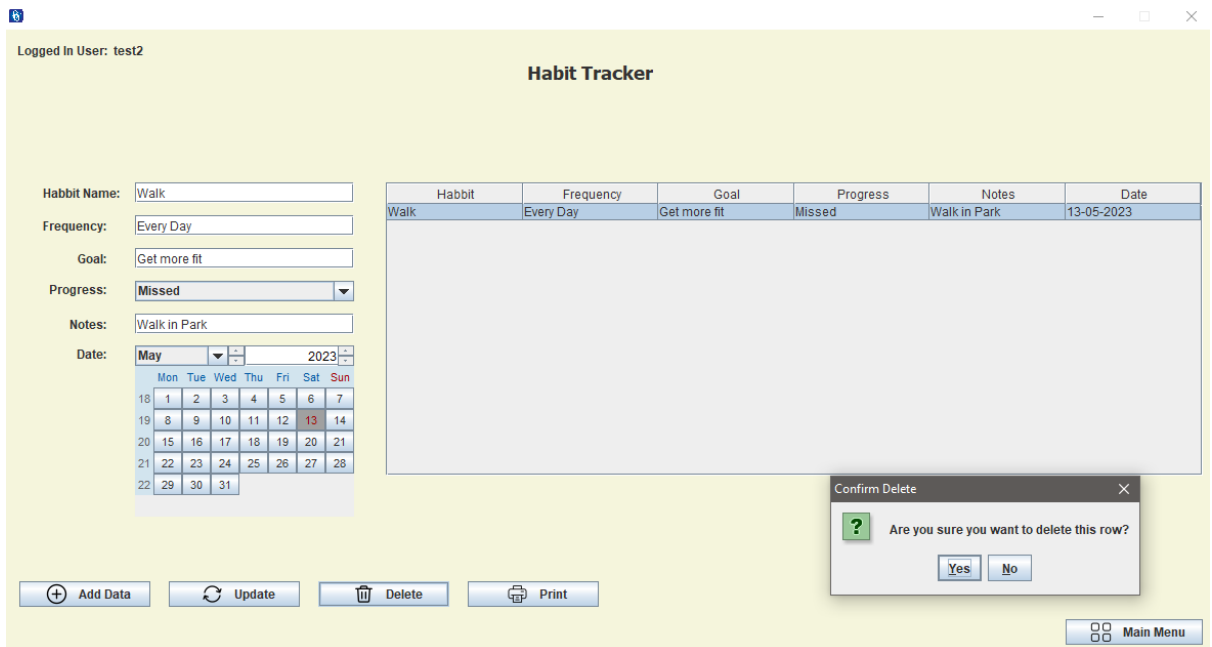 Logged In User: test2
Habit Tracker
Habbit Name: Walk
Frequency: Every Day
Goal: Get more fit
Progress: Missed
Notes: Walk in Park
Date: May 2023
Mon Tue Wed Thu Fri Sat Sun
18 1 2 3 4 5 6 7
19 8 9 10 11 12 13 14
20 15 16 17 18 19 20 21
21 22 23 24 25 26 27 28
22 29 30 31
Habbit Frequency Goal Progress Notes Date
Walk Every Day Get more fit Missed Walk in Park 13-05-2023
Confirm Delete
? Are you sure you want to delete this row?
Yes No
Add Data Update Delete Print
Main Menu